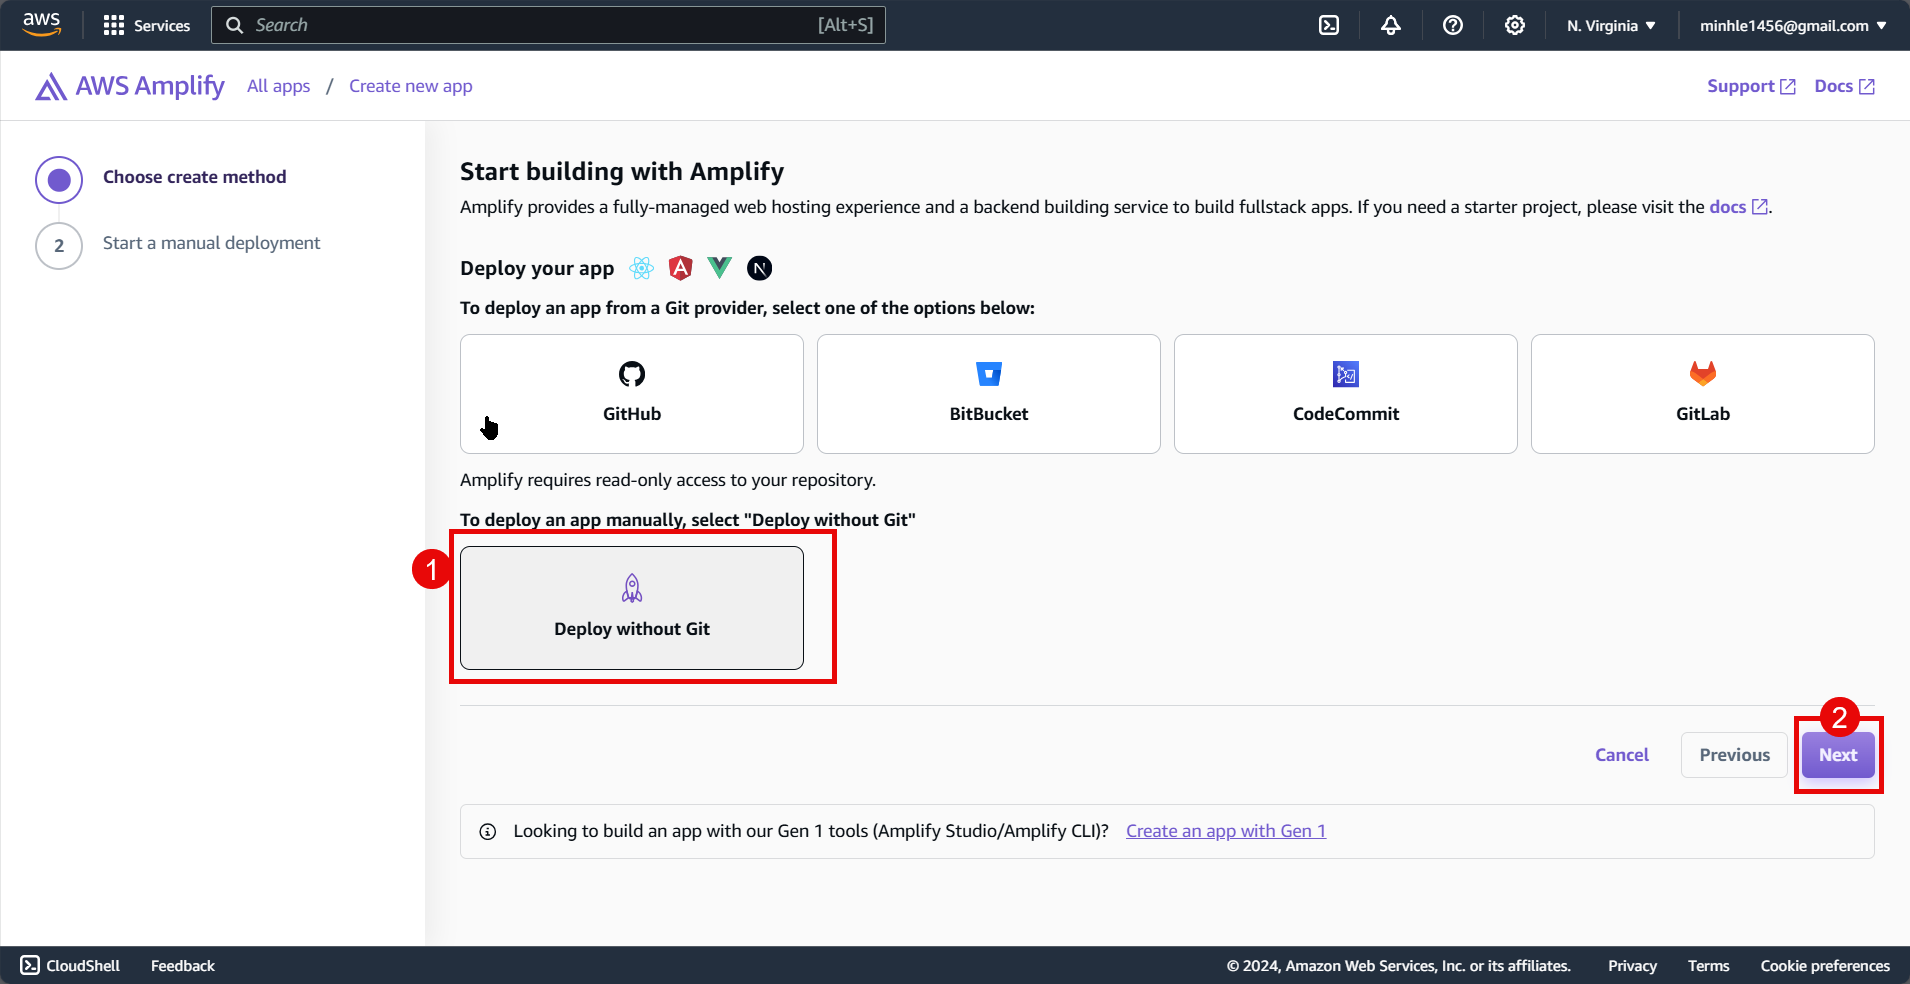 aws Services Search [Alt+S] N. Virginia minhle1456@gmail.com
AWS Amplify All apps / Create new app Support Docs
Choose create method
2 Start a manual deployment
Start building with Amplify
Amplify provides a fully-managed web hosting experience and a backend building service to build fullstack apps. If you need a starter project, please visit the docs.
Deploy your app
To deploy an app from a Git provider, select one of the options below:
GitHub BitBucket CodeCommit GitLab
Amplify requires read-only access to your repository.
To deploy an app manually, select "Deploy without Git"
1
Deploy without Git
2
Cancel Previous Next
Looking to build an app with our Gen 1 tools (Amplify Studio/Amplify CLI)? Create an app with Gen 1
CloudShell Feedback © 2024, Amazon Web Services, Inc. or its affiliates. Privacy Terms Cookie preferences